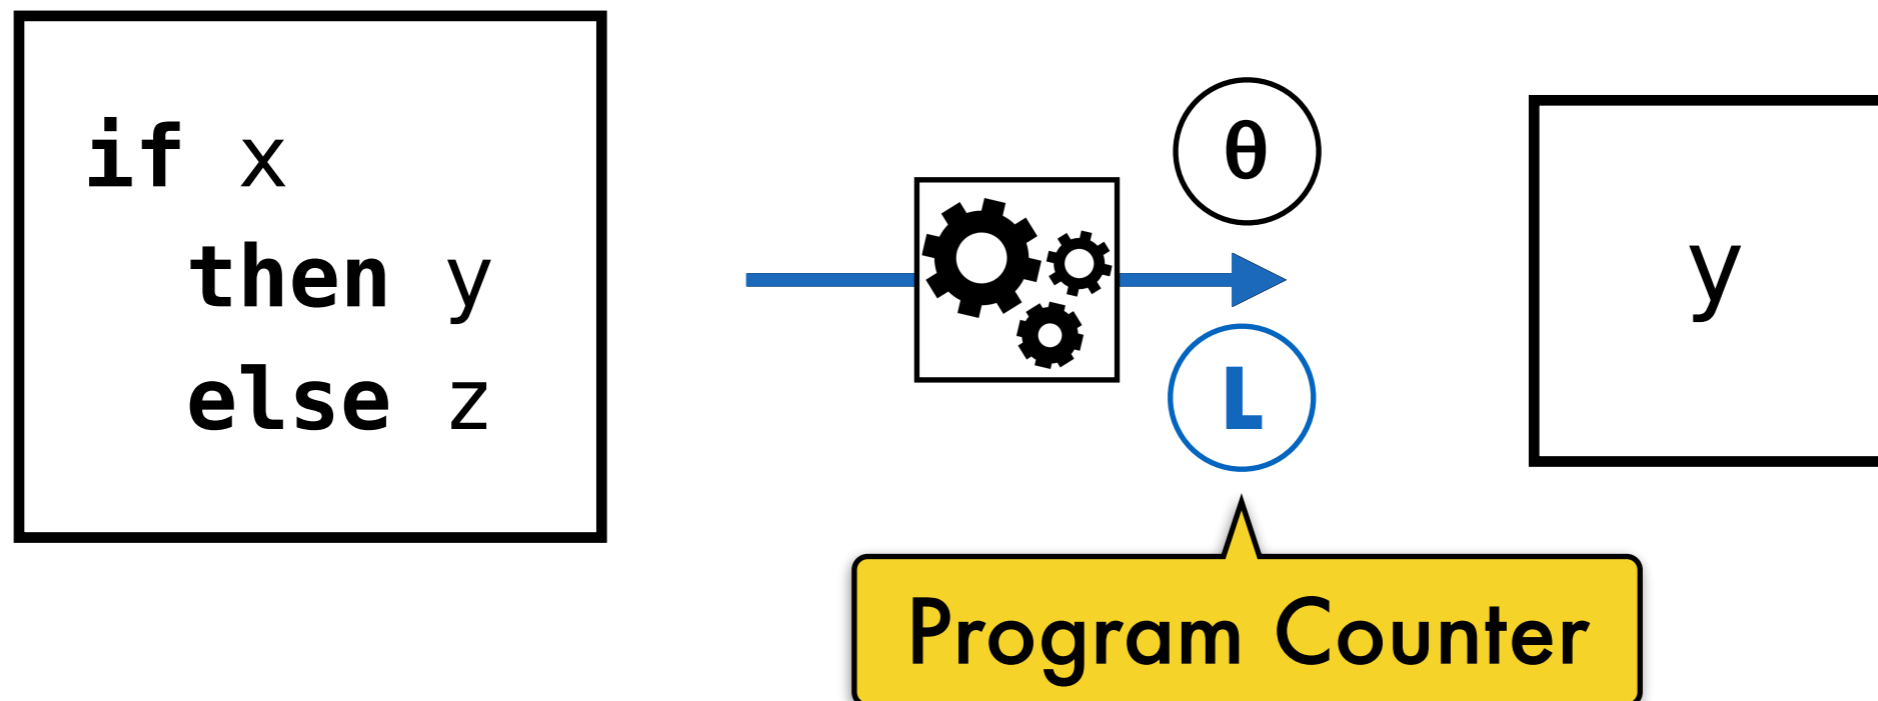 if x
then y
else z
θ
L
y
Program Counter